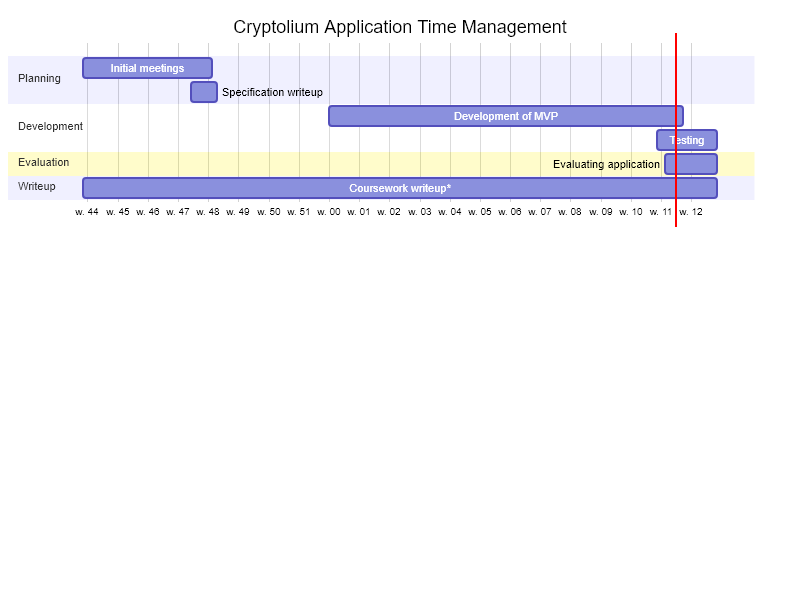 Cryptolium Application Time Management
Planning
Initial meetings
Specification writeup
Development
Development of MVP
Testing
Evaluation
Evaluating application
Writeup
Coursework writeup*
w. 44 w. 45 w. 46 w. 47 w. 48 w. 49 w. 50 w. 51 w. 00 w. 01 w. 02 w. 03 w. 04 w. 05 w. 06 w. 07 w. 08 w. 09 w. 10 w. 11 w. 12